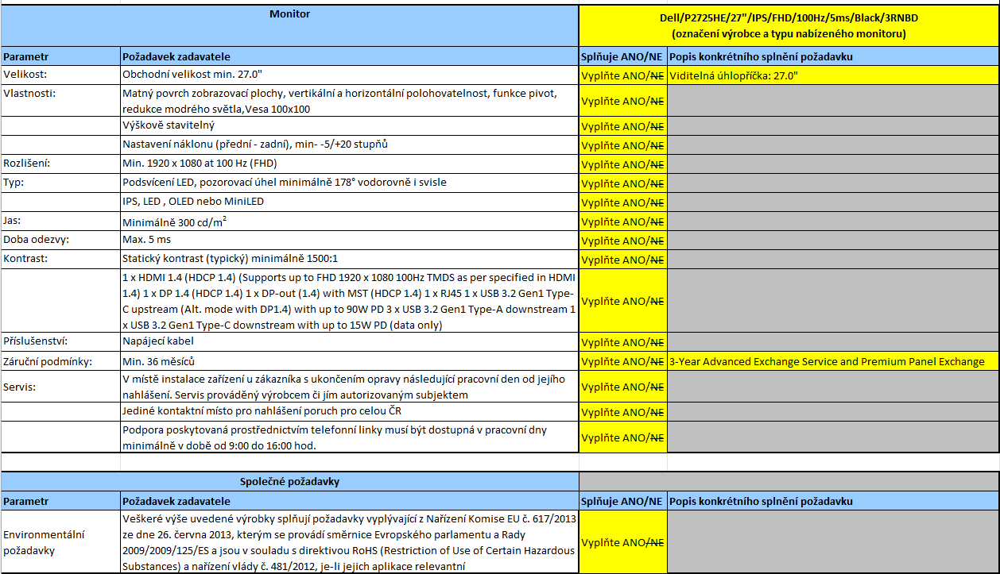 Monitor
Dell/P2725HE/27"/IPS/FHD/100Hz/5ms/Black/3RNBD
(označení výrobce a typu nabízeného monitoru)
Parametr Požadavek zadavatele Splňuje ANO/NE Popis konkrétního splnění požadavku
Velikost: Obchodní velikost min. 27.0" Vyplňte ANO/NE Viditelná úhlopříčka: 27.0"
Vlastnosti: Matný povrch zobrazovací plochy, vertikální a horizontální polohovatelnost, funkce pivot,
redukce modrého světla,Vesa 100x100 Vyplňte ANO/NE
Výškově stavitelný Vyplňte ANO/NE
Nastavení náklonu (přední - zadní), min- -5/+20 stupňů Vyplňte ANO/NE
Rozlišení: Min. 1920 x 1080 at 100 Hz (FHD) Vyplňte ANO/NE
Typ: Podsvícení LED, pozorovací úhel minimálně 178° vodorovně i svisle Vyplňte ANO/NE
IPS, LED , OLED nebo MiniLED Vyplňte ANO/NE
Jas: Minimálně 300 cd/m² Vyplňte ANO/NE
Doba odezvy: Max. 5 ms Vyplňte ANO/NE
Kontrast: Statický kontrast (typický) minimálně 1500:1 Vyplňte ANO/NE
1 x HDMI 1.4 (HDCP 1.4) (Supports up to FHD 1920 x 1080 100Hz TMDS as per specified in HDMI
1.4) 1 x DP 1.4 (HDCP 1.4) 1 x DP-out (1.4) with MST (HDCP 1.4) 1 x RJ45 1 x USB 3.2 Gen1 Type-
C upstream (Alt. mode with DP1.4) with up to 90W PD 3 x USB 3.2 Gen1 Type-A downstream 1
x USB 3.2 Gen1 Type-C downstream with up to 15W PD (data only) Vyplňte ANO/NE
Příslušenství: Napájecí kabel Vyplňte ANO/NE
Záruční podmínky: Min. 36 měsíců Vyplňte ANO/NE 3-Year Advanced Exchange Service and Premium Panel Exchange
Servis: V místě instalace zařízení u zákazníka s ukončením opravy následující pracovní den od jejího
nahlášení. Servis prováděný výrobcem či jím autorizovaným subjektem Vyplňte ANO/NE
Jediné kontaktní místo pro nahlášení poruch pro celou ČR Vyplňte ANO/NE
Podpora poskytovaná prostřednictvím telefonní linky musí být dostupná v pracovní dny
minimálně v době od 9:00 do 16:00 hod. Vyplňte ANO/NE
Společné požadavky
Parametr Požadavek zadavatele Splňuje ANO/NE Popis konkrétního splnění požadavku
Environmentální
požadavky
Veškeré výše uvedené výrobky splňují požadavky vyplývající z Nařízení Komise EU č. 617/2013
ze dne 26. června 2013, kterým se provádí směrnice Evropského parlamentu a Rady
2009/2009/125/ES a jsou v souladu s direktivou RoHS (Restriction of Use of Certain Hazardous
Substances) a nařízení vlády č. 481/2012, je-li jejich aplikace relevantní
Vyplňte ANO/NE